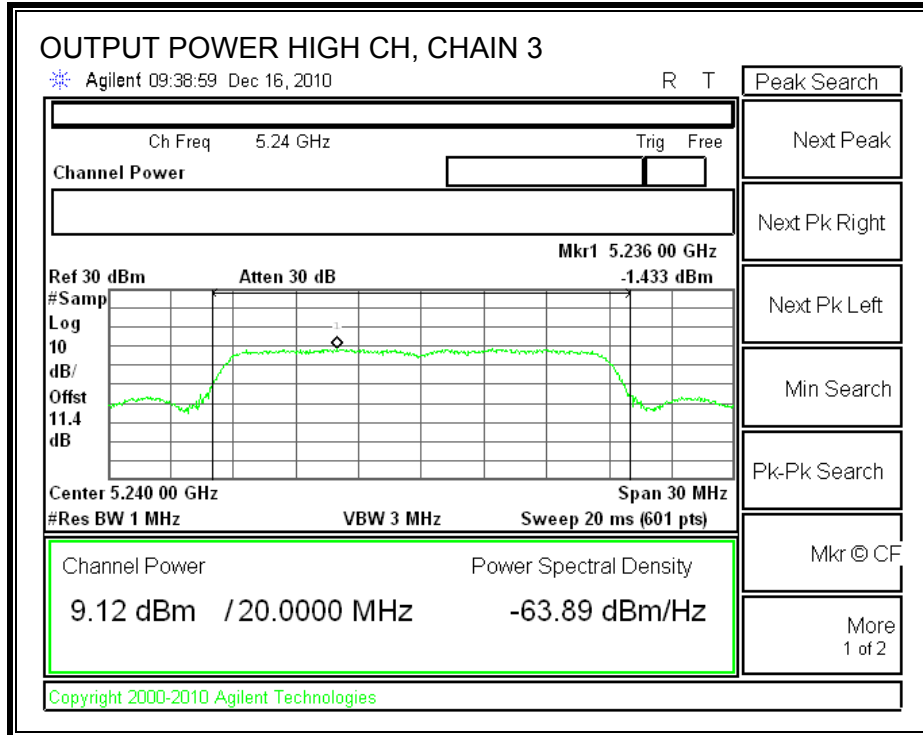 OUTPUT POWER HIGH CH, CHAIN 3
Agilent 09:38:59 Dec 16, 2010 R T
Peak Search
Ch Freq 5.24 GHz Trig Free
Channel Power
Next Peak
Next Pk Right
Mkr1 5.236 00 GHz
Ref 30 dBm Atten 30 dB -1.433 dBm
#Samp
Log
10
dB/
Offst
11.4
dB
1
Next Pk Left
Min Search
Pk-Pk Search
Center 5.240 00 GHz Span 30 MHz
#Res BW 1 MHz VBW 3 MHz Sweep 20 ms (601 pts)
Channel Power Power Spectral Density
9.12 dBm / 20.0000 MHz -63.89 dBm/Hz
Mkr © CF
More
1 of 2
Copyright 2000-2010 Agilent Technologies